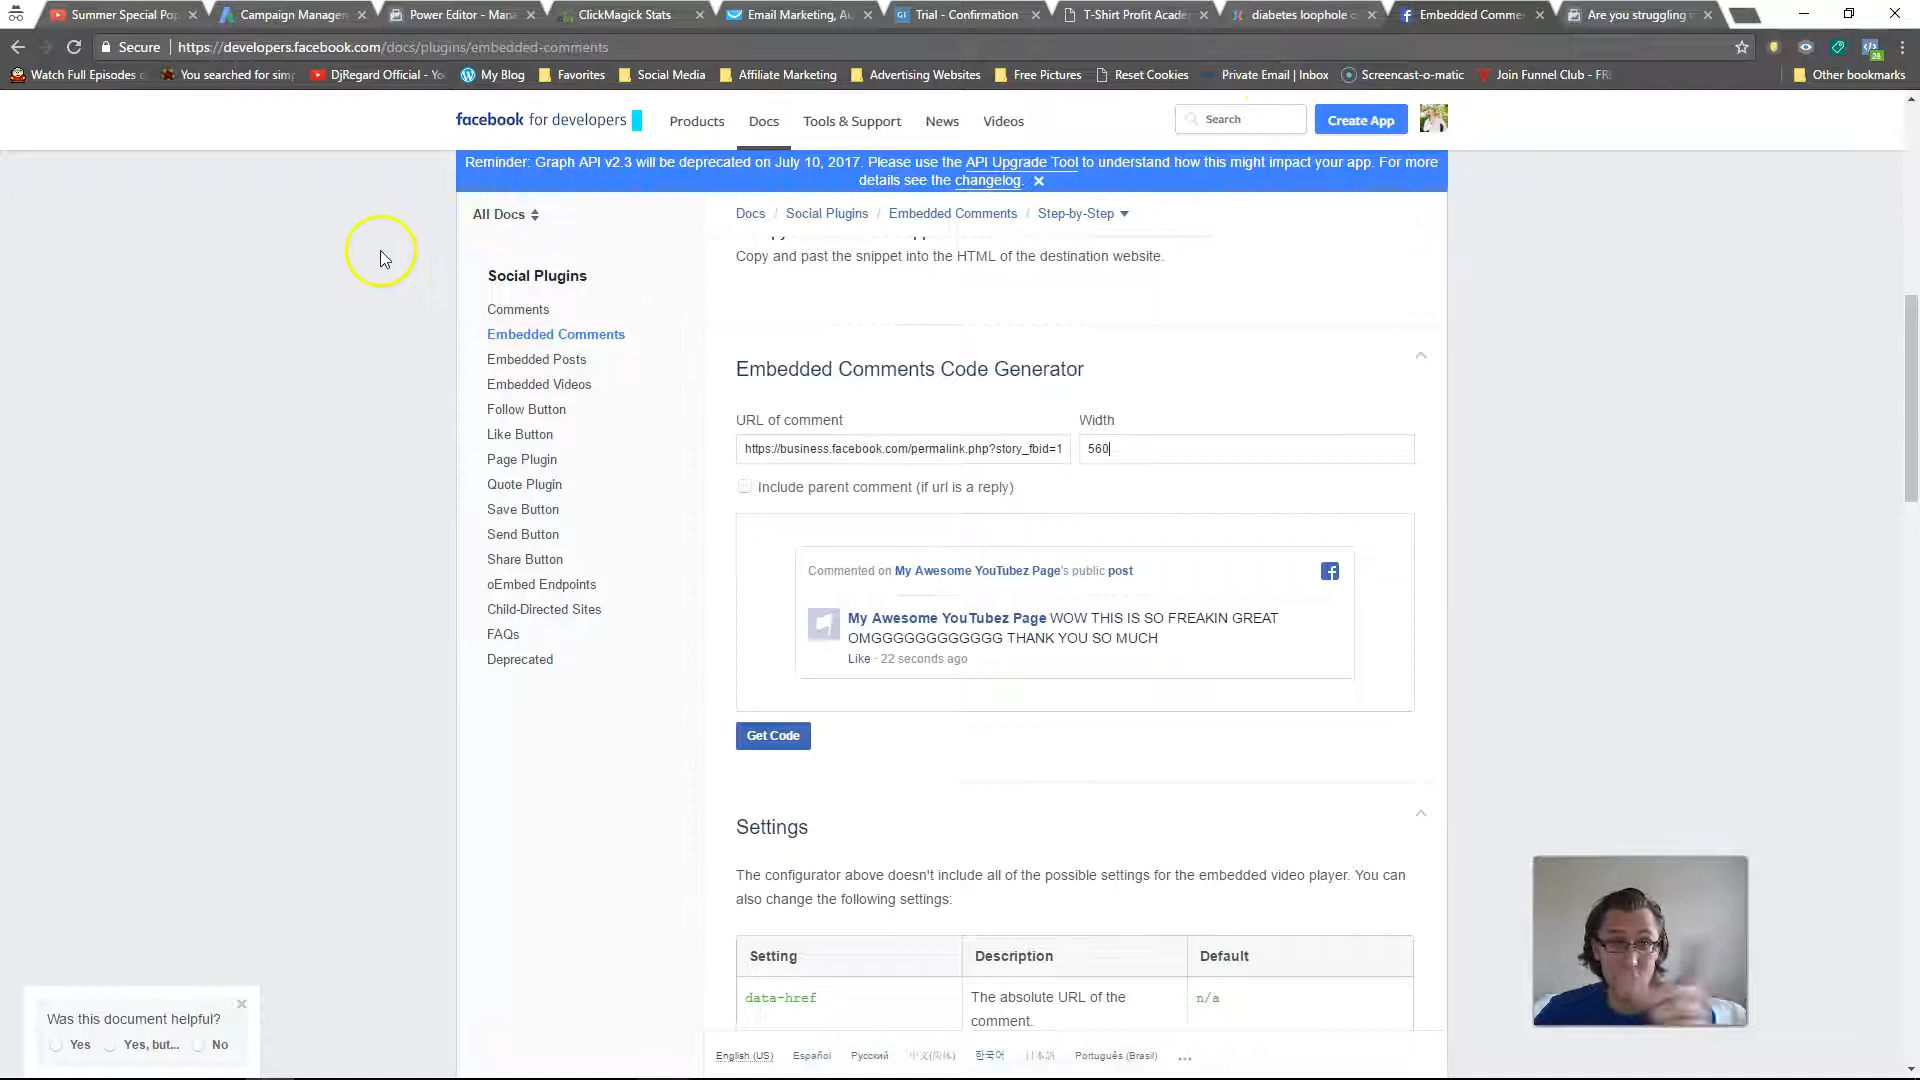 Summer Special Pop
Campaign Managem
Power Editor - Mana
ClickMagick Stats
Email Marketing, Au
GI Trial - Confirmation
T-Shirt Profit Acade
diabetes loophole c
Embedded Comme
Are you struggling
Secure | https://developers.facebook.com/docs/plugins/embedded-comments
Watch Full Episodes
You searched for sim
DjRegard Official - Yo
My Blog
Favorites
Social Media
Affiliate Marketing
Advertising Websites
Free Pictures
Reset Cookies
Private Email | Inbox
Screencast-o-matic
Join Funnel Club - FR
28
Other bookmarks
facebook for developers
Products
Docs
Tools & Support
News
Videos
Search
Create App
Reminder: Graph API v2.3 will be deprecated on July 10, 2017. Please use the API Upgrade Tool to understand how this might impact your app. For more
details see the changelog.
All Docs
Docs / Social Plugins / Embedded Comments / Step-by-Step
Copy and past the snippet into the HTML of the destination website.
Social Plugins
Comments
Embedded Comments
Embedded Posts
Embedded Videos
Follow Button
Like Button
Page Plugin
Quote Plugin
Save Button
Send Button
Share Button
oEmbed Endpoints
Child-Directed Sites
FAQs
Deprecated
Embedded Comments Code Generator
URL of comment
Width
https://business.facebook.com/permalink.php?story_fbid=1
560
Include parent comment (if url is a reply)
Commented on My Awesome YouTubez Page's public post
My Awesome YouTubez Page WOW THIS IS SO FREAKIN GREAT
OMGGGGGGGGGGGG THANK YOU SO MUCH
Like · 22 seconds ago
Get Code
Settings
The configurator above doesn't include all of the possible settings for the embedded video player. You can
also change the following settings:
Setting
Description
Default
data-href
The absolute URL of the
comment.
n/a
Was this document helpful?
Yes
Yes, but...
No
English (US)
Español
Русский
中文(简体)
한국어
日本語
Português (Brasil)